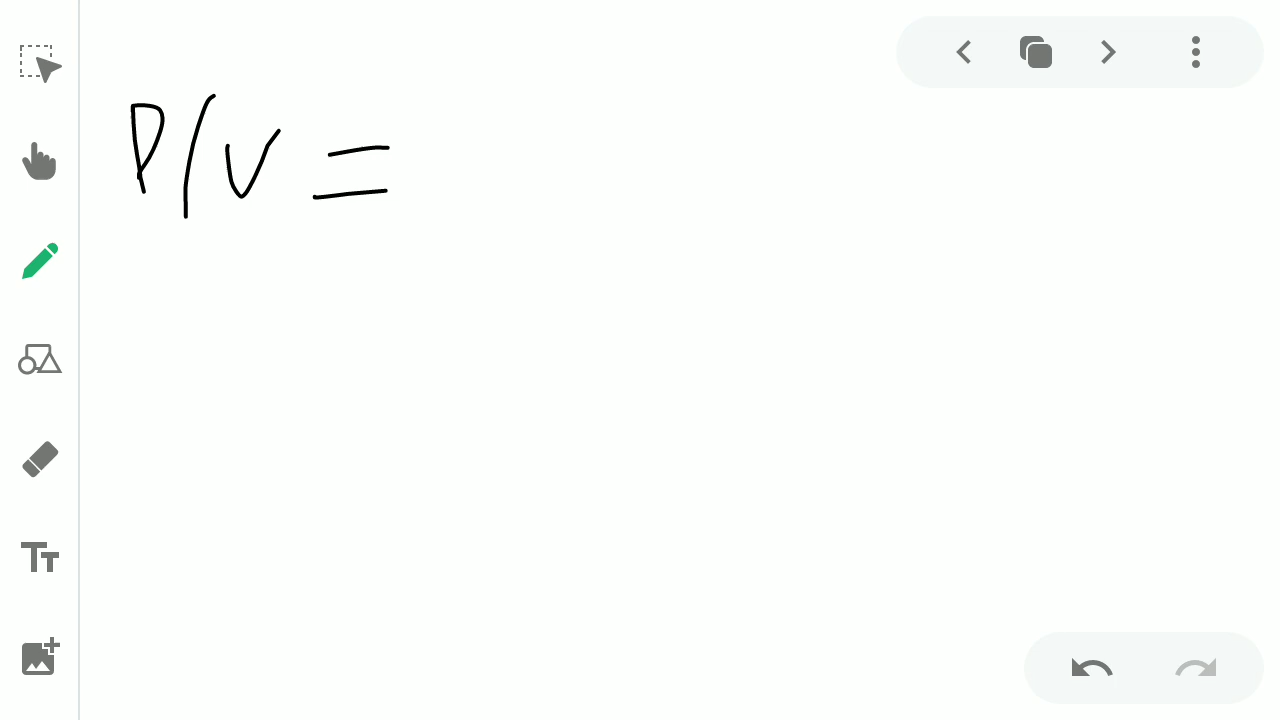 P/V =